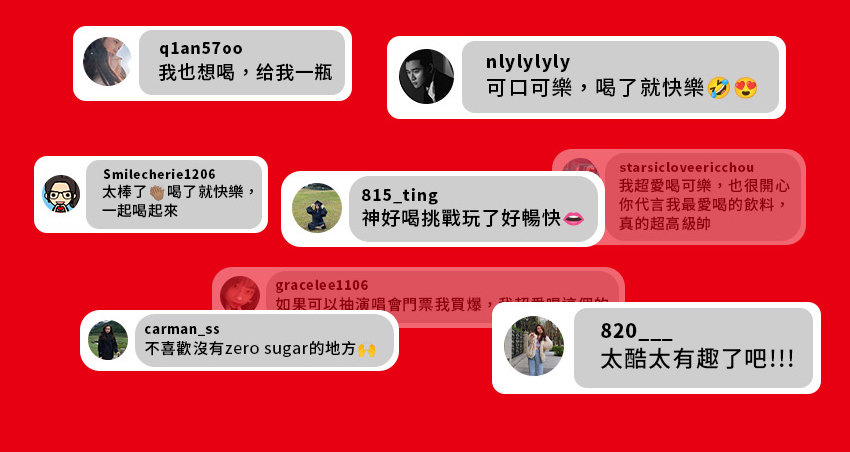 q1an57oo
我也想喝，给我一瓶
nlylylyly
可口可樂，喝了就快樂🤣😍
Smilecherie1206
太棒了👏🏽喝了就快樂，
一起喝起來
815_ting
神好喝挑戰玩了好暢快👄
starsicloveericchou
我超愛喝可樂，也很開心
你代言我最愛喝的飲料，
真的超高級帥
gracelee1106
如果可以抽演唱會門票我買爆，我超愛喝這個的
carman_ss
不喜歡沒有zero sugar的地方🙌
820___
太酷太有趣了吧!!!